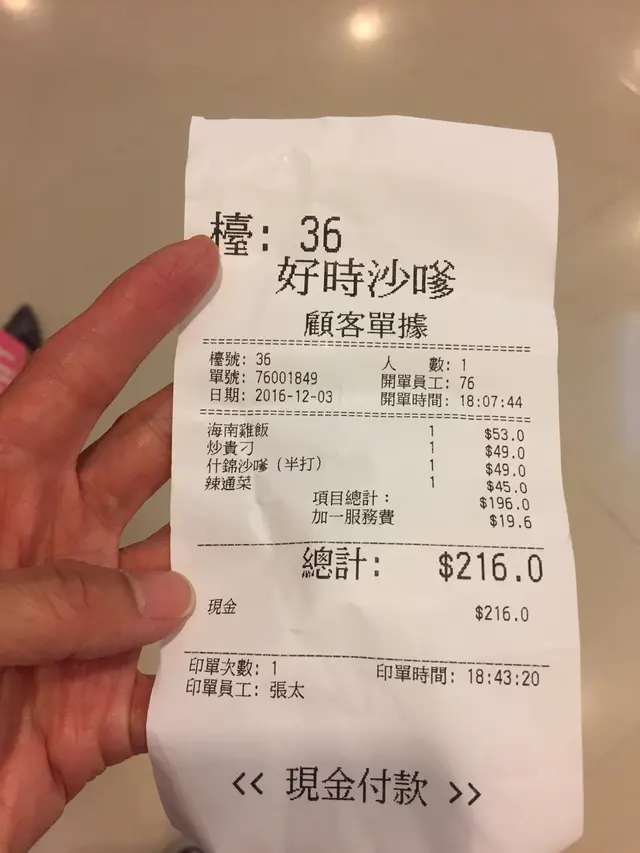 檯: 36
好時沙嗲
顧客單據
檯號: 36 人 數: 1
單號: 76001849 開單員工: 76
日期: 2016-12-03 開單時間: 18:07:44
海南雞飯 1 $53.0
炒貴刁 1 $49.0
什錦沙嗲 (半打) 1 $49.0
辣通菜 1 $45.0
項目總計: $196.0
加一服務費 $19.6
總計: $216.0
現金 $216.0
印單次數: 1 印單時間: 18:43:20
印單員工: 張太
<< 現金付款 >>